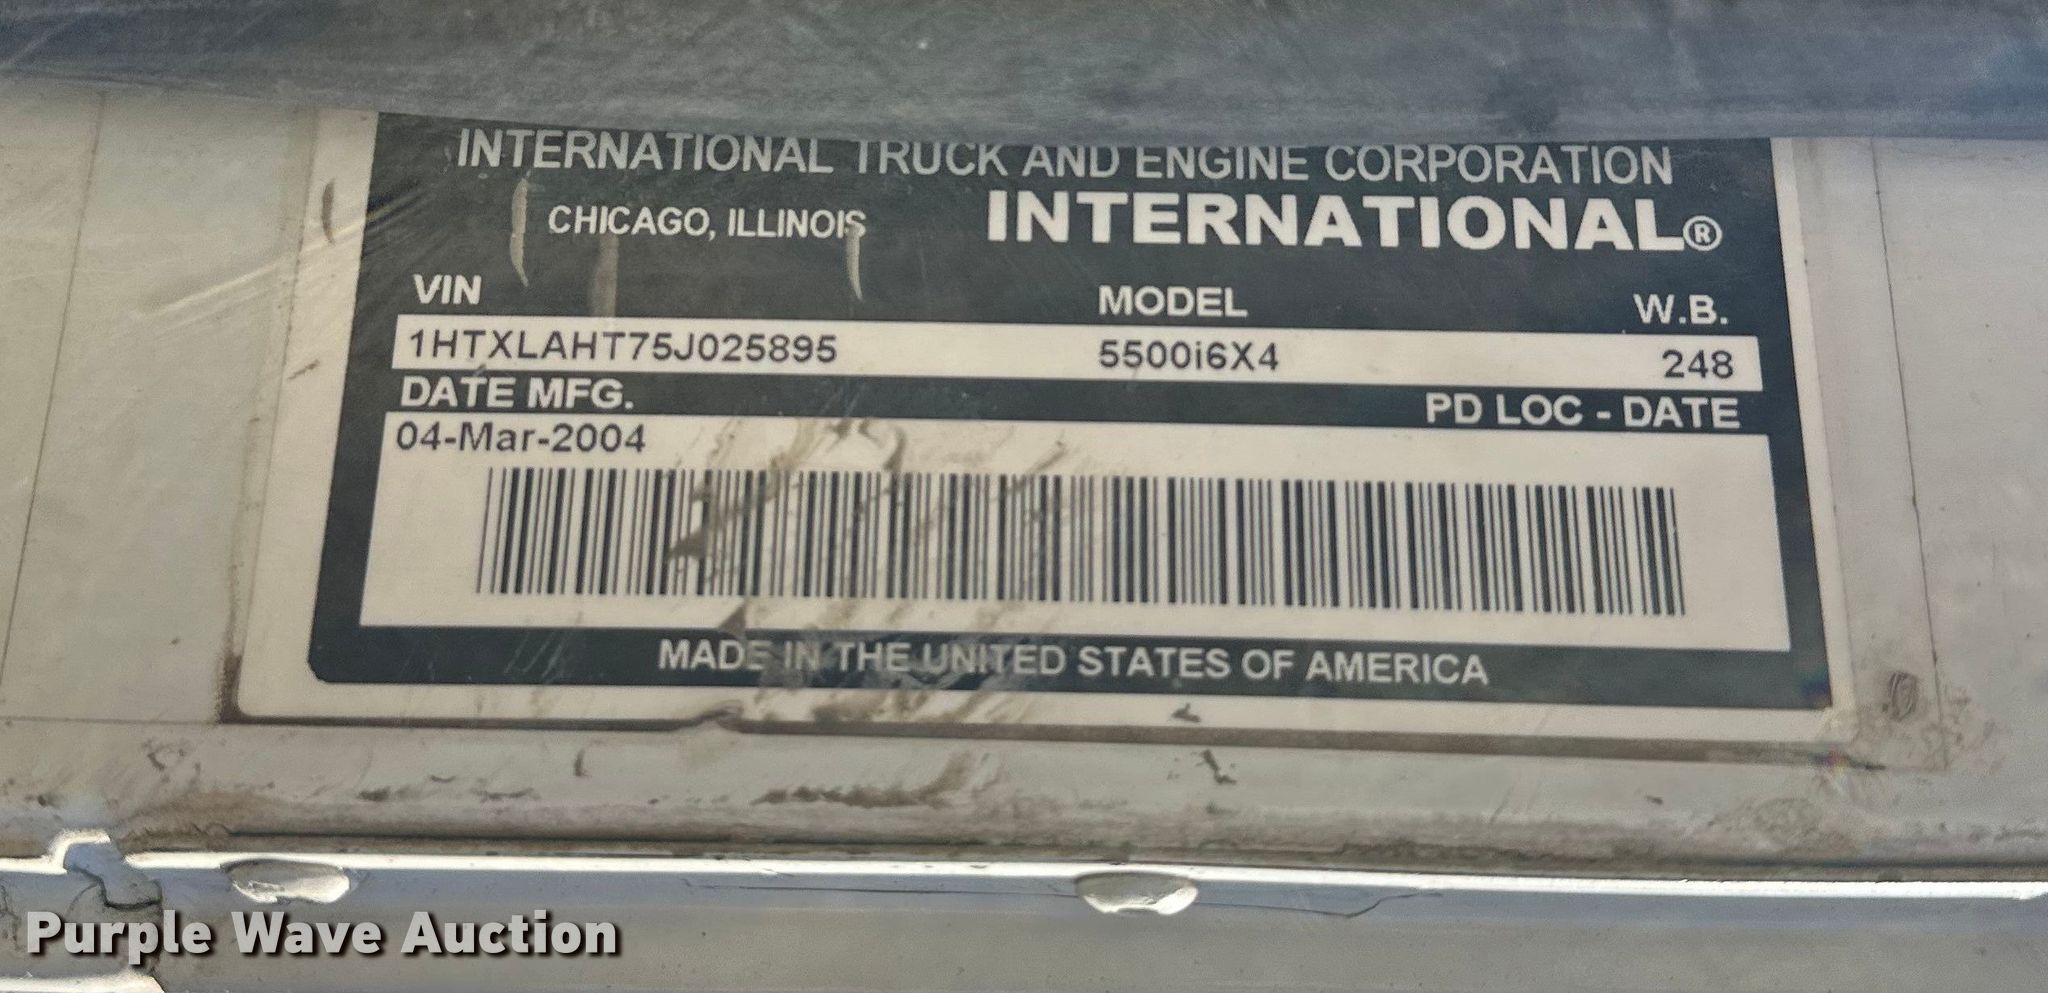 INTERNATIONAL TRUCK AND ENGINE CORPORATION
CHICAGO, ILLINOIS INTERNATIONAL®
VIN MODEL W.B.
1HTXLAHT75J025895 5500i6X4 248
DATE MFG. PD LOC - DATE
04-Mar-2004
MADE IN THE UNITED STATES OF AMERICA
Purple Wave Auction